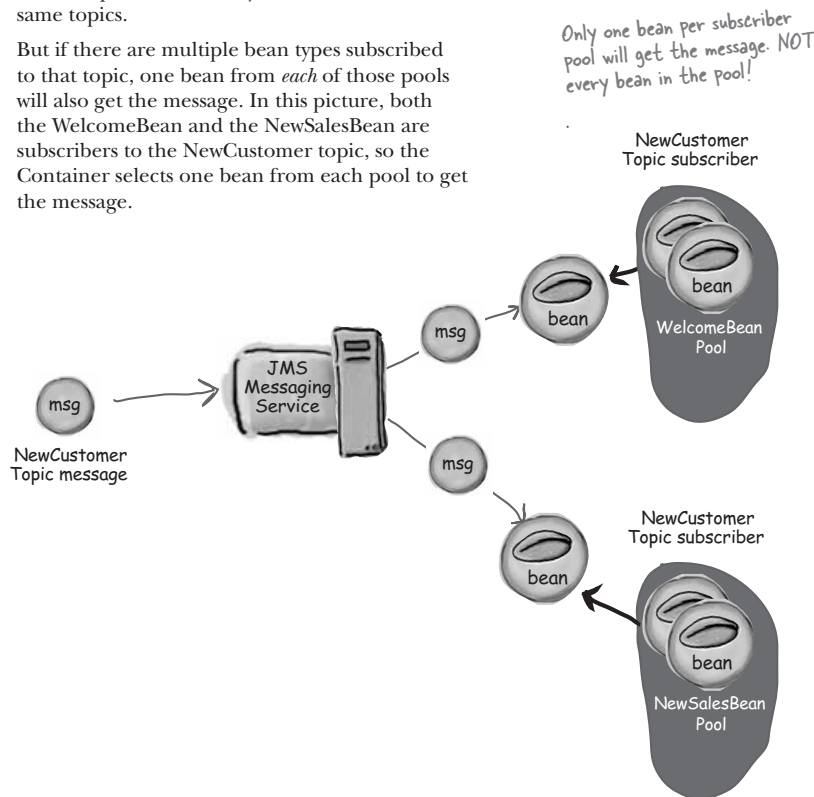 same topics.
But if there are multiple bean types subscribed
to that topic, one bean from each of those pools
will also get the message. In this picture, both
the WelcomeBean and the NewSalesBean are
subscribers to the NewCustomer topic, so the
Container selects one bean from each pool to get
the message.
Only one bean per subscriber
pool will get the message. NOT
every bean in the pool!
NewCustomer
Topic subscriber
bean
WelcomeBean
Pool
bean
msg
JMS
Messaging
Service
msg
NewCustomer
Topic message
msg
bean
NewCustomer
Topic subscriber
bean
NewSalesBean
Pool